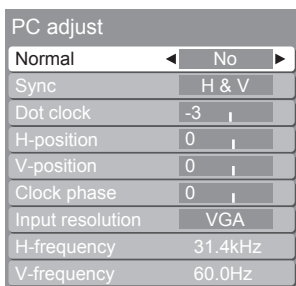 PC adjust
Normal No
Sync H & V
Dot clock -3
H-position 0
V-position 0
Clock phase 0
Input resolution VGA
H-frequency 31.4kHz
V-frequency 60.0Hz